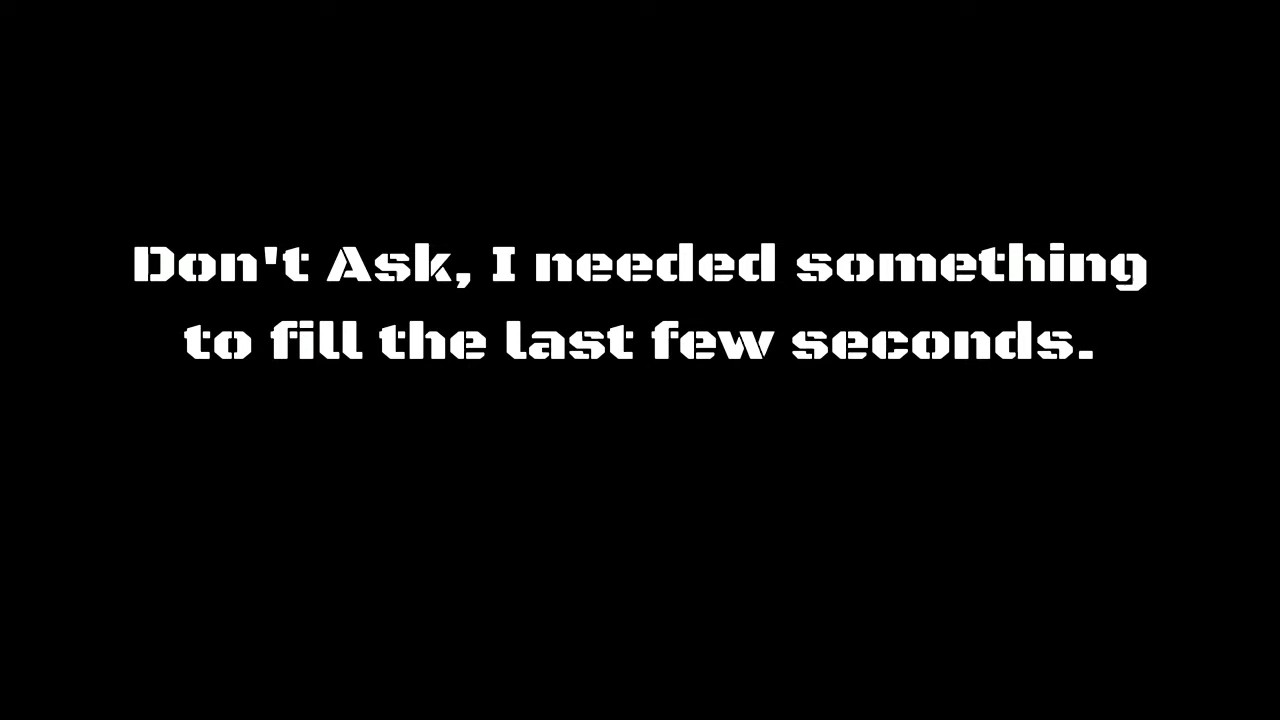 Don't Ask, I needed something
to fill the last few seconds.